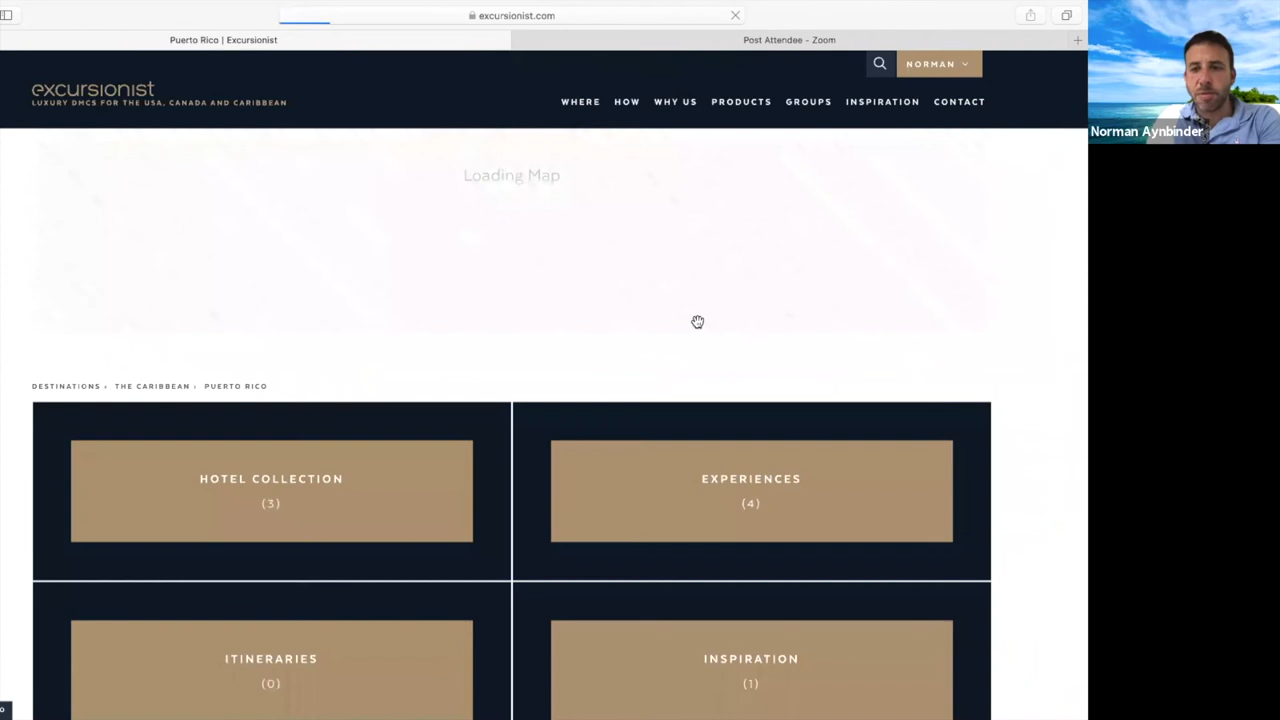 excursionist.com
Puerto Rico | Excursionist
Post Attendee - Zoom
NORMAN
excursionist
LUXURY DMCS FOR THE USA, CANADA AND CARIBBEAN
WHERE HOW WHY US PRODUCTS GROUPS INSPIRATION CONTACT
Norman Aynbinder
Loading Map
DESTINATIONS › THE CARIBBEAN › PUERTO RICO
HOTEL COLLECTION
(3)
EXPERIENCES
(4)
ITINERARIES
(0)
INSPIRATION
(1)